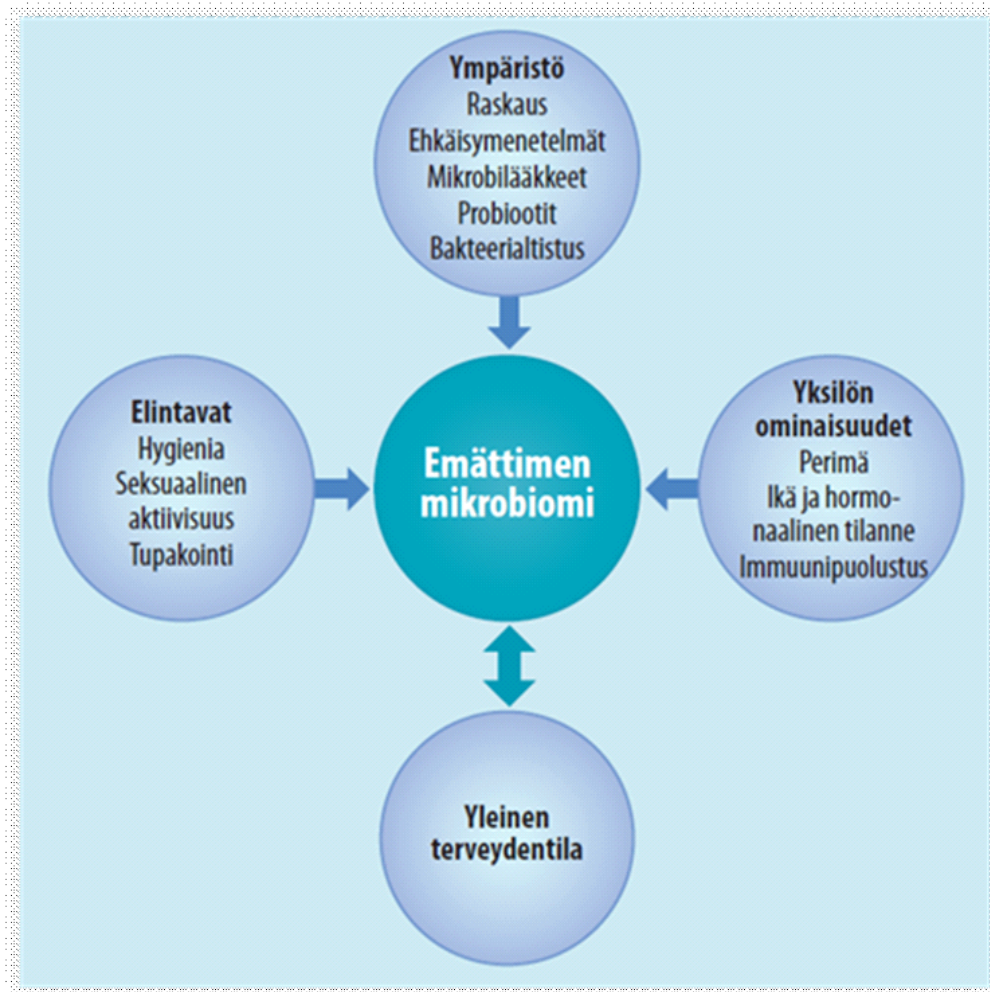 Ympäristö
Raskaus
Ehkäisymenetelmät
Mikrobilääkkeet
Probiootit
Bakteerialtistus
Elintavat
Hygienia
Seksuaalinen
aktiivisuus
Tupakointi
Emättimen
mikrobiomi
Yksilön
ominaisuudet
Perimä
Ikä ja hormo-
naalinen tilanne
Immuunipuolustus
Yleinen
terveydentila